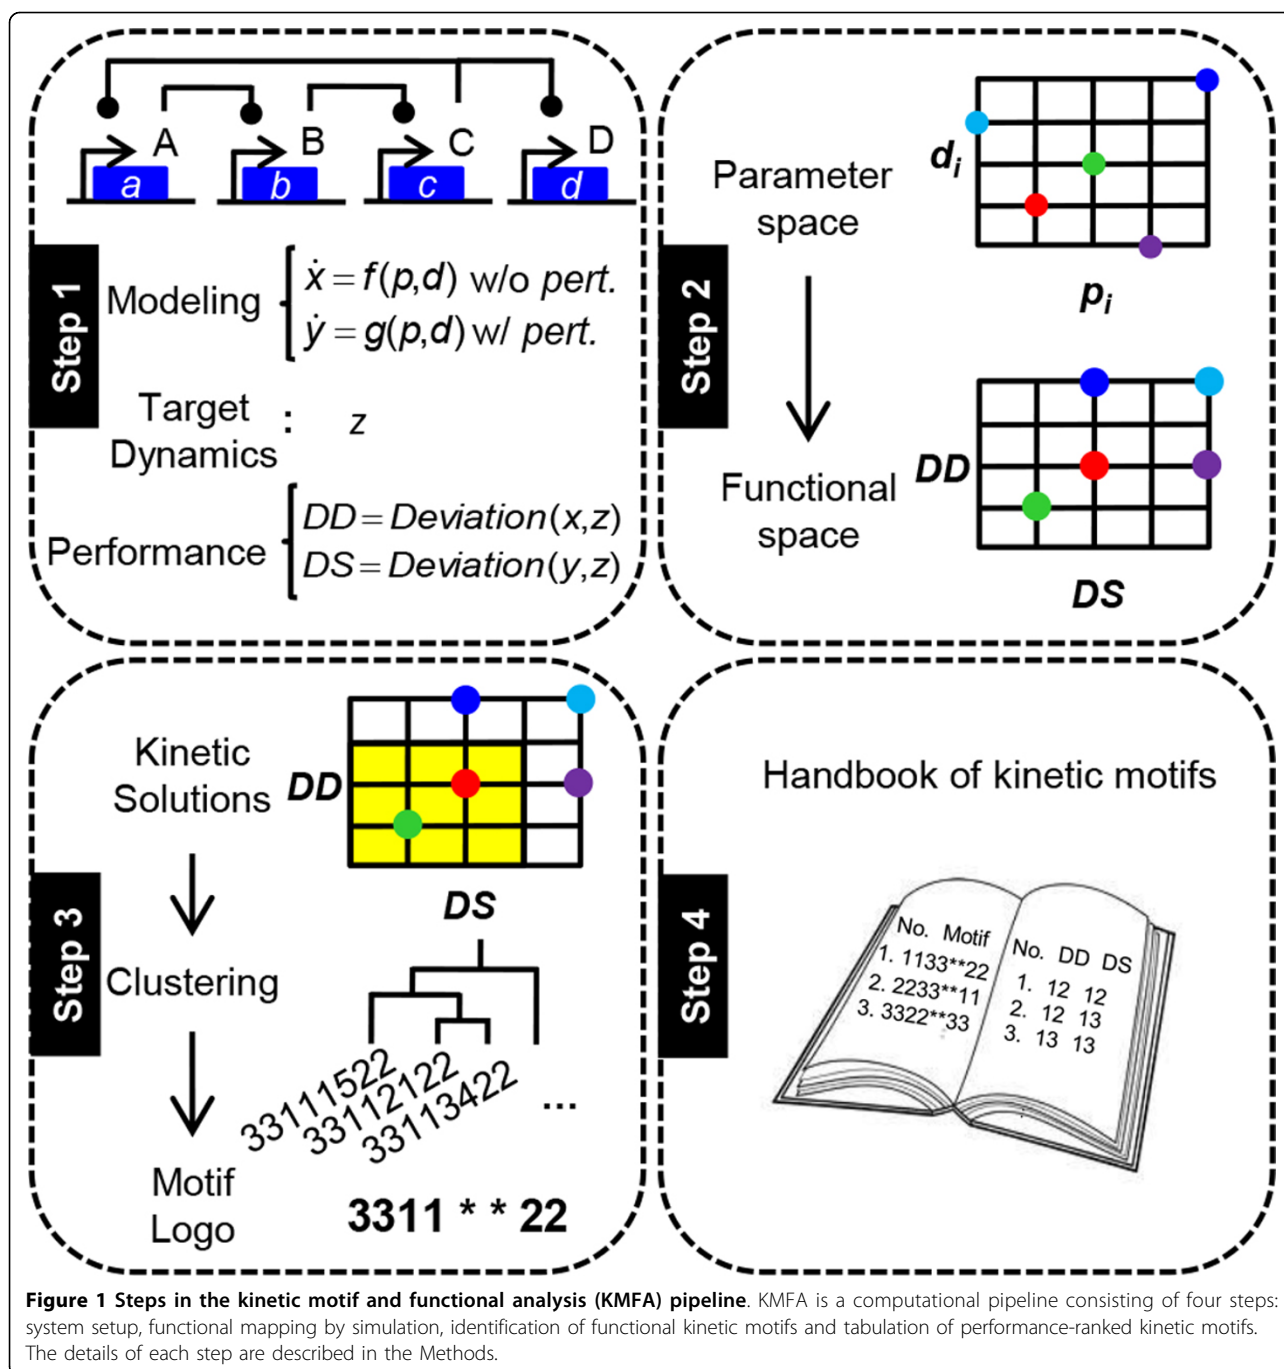 A B C D
a b c d
Step 1
Modeling
ẋ = f(p,d) w/o pert.
ẏ = g(p,d) w/ pert.
Target
Dynamics
: z
Performance
DD = Deviation(x,z)
DS = Deviation(y,z)
Step 2
Parameter
space
d_i
p_i
Functional
space
DD
DS
Step 3
Kinetic
Solutions
DD
DS
Clustering
33111522
33112122
33113422
...
Motif
Logo
3311 * * 22
Step 4
Handbook of kinetic motifs
No. Motif
1. 1133**22
2. 2233**11
3. 3322**33
No. DD DS
1. 12 12
2. 12 13
3. 13 13
Figure 1 Steps in the kinetic motif and functional analysis (KMFA) pipeline. KMFA is a computational pipeline consisting of four steps:
system setup, functional mapping by simulation, identification of functional kinetic motifs and tabulation of performance-ranked kinetic motifs.
The details of each step are described in the Methods.